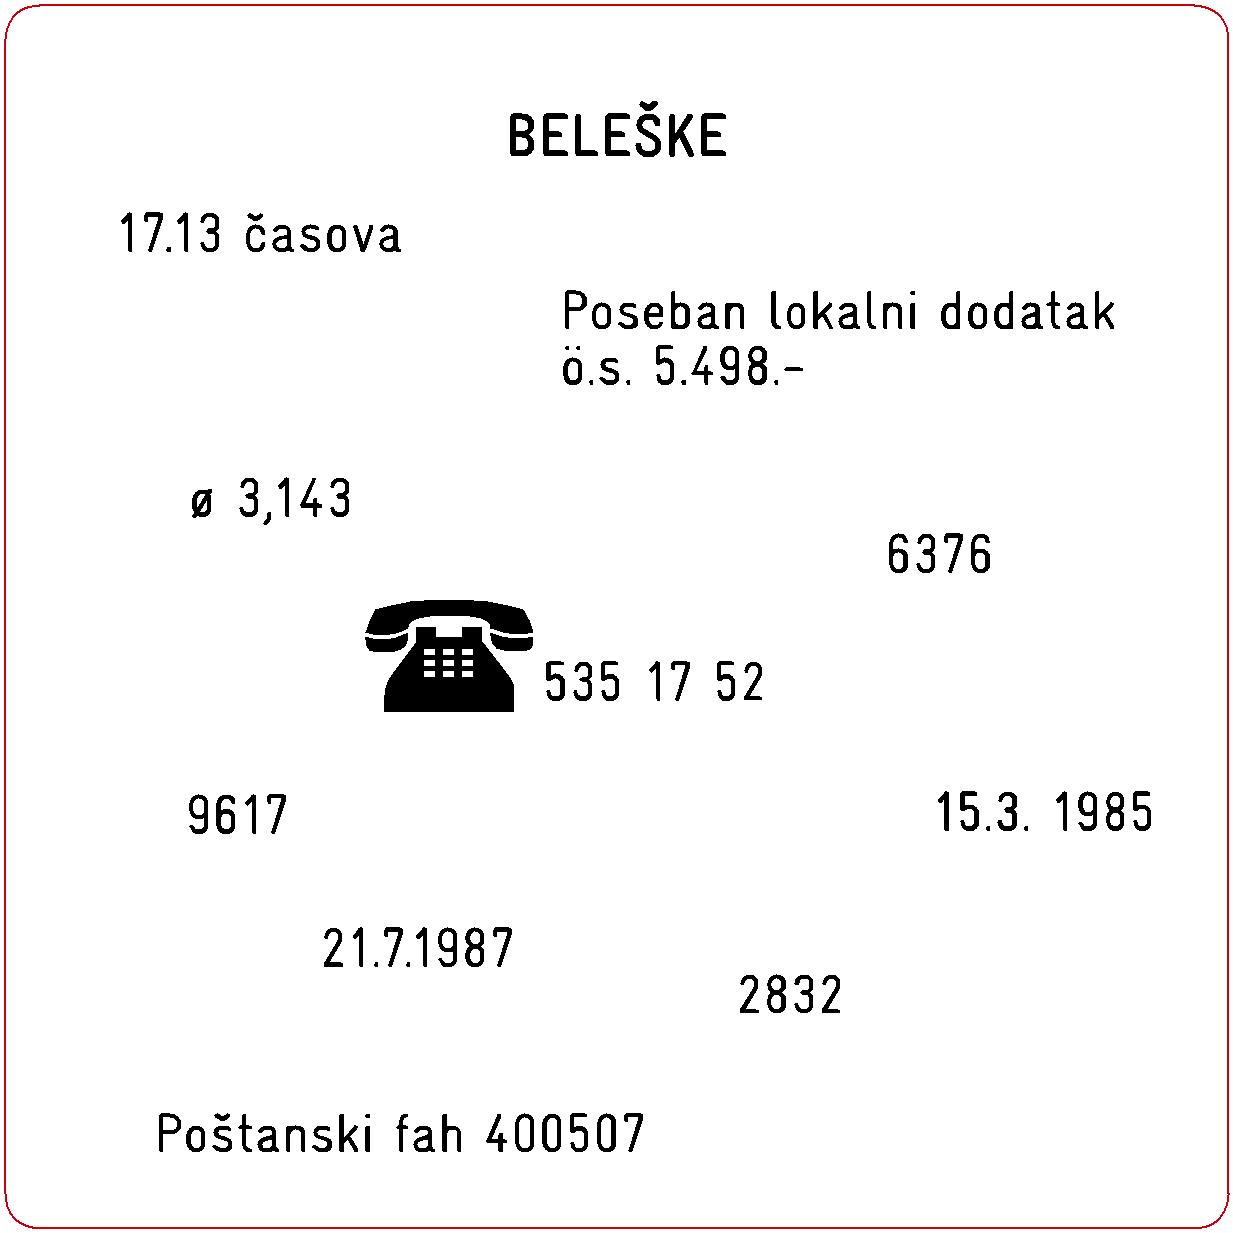 BELEŠKE
17.13 časova
Poseban lokalni dodatak
ö.s. 5.498.–
ø 3,143
6376
535 17 52
9617
15.3. 1985
21.7.1987
2832
Poštanski fah 400507